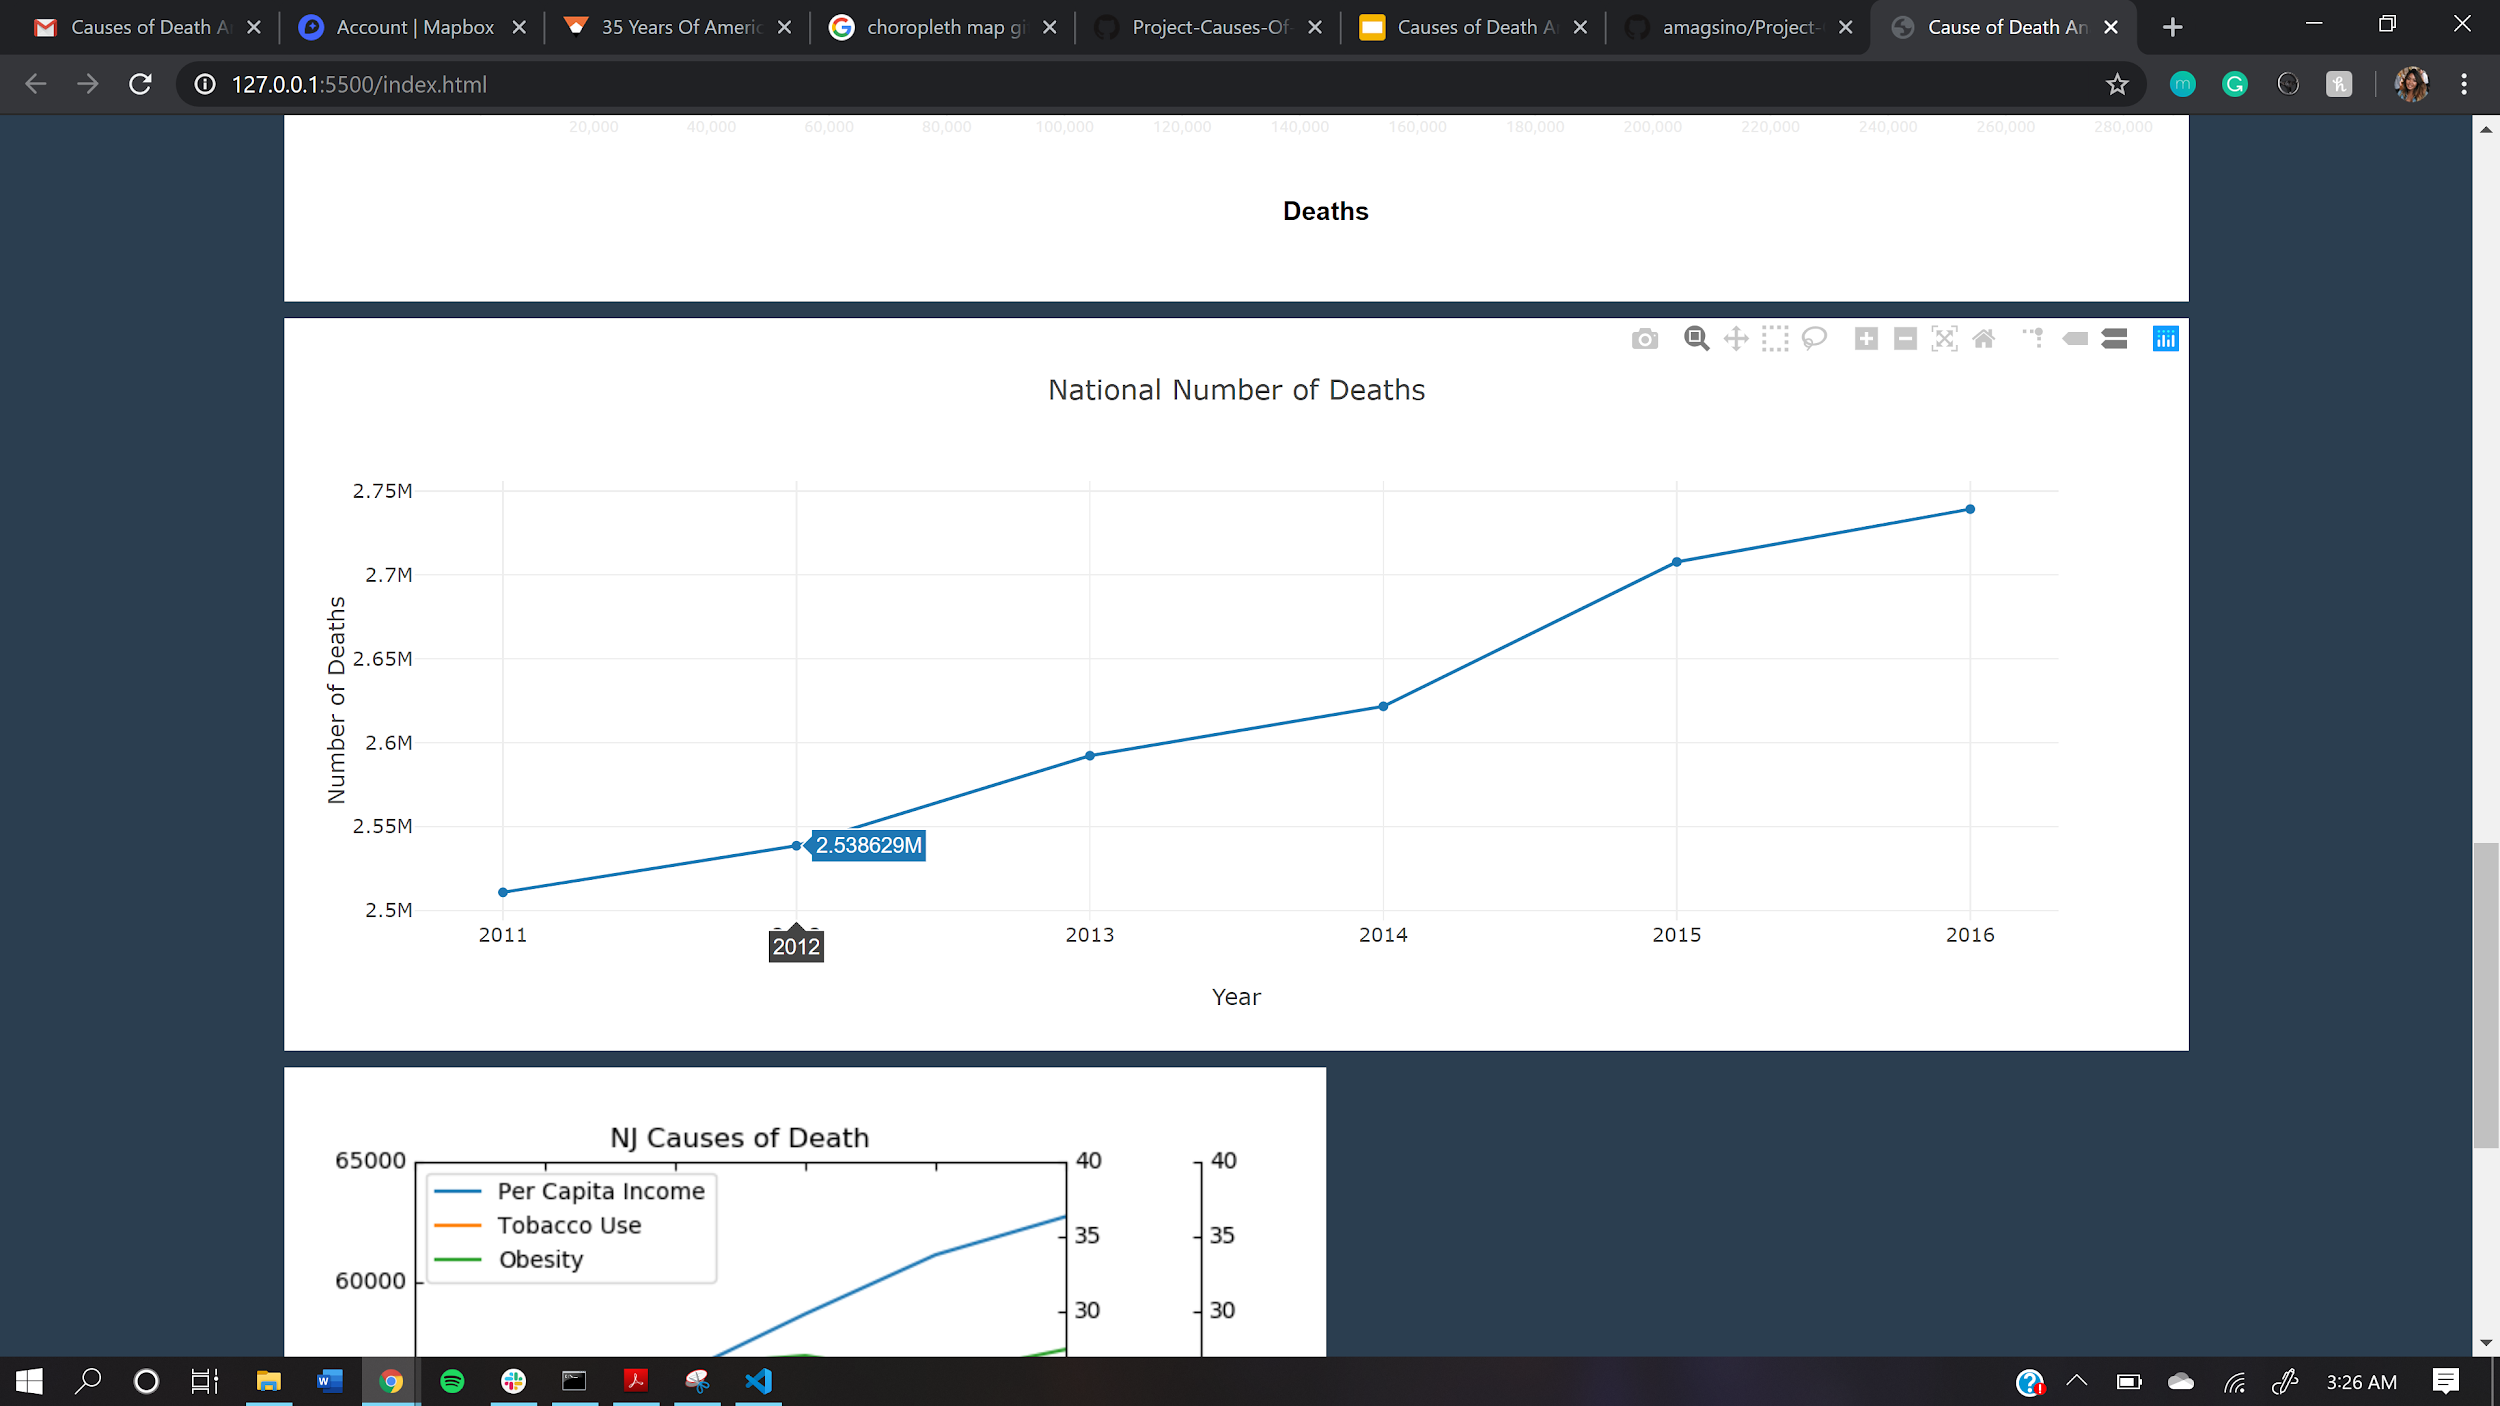 Causes of Death A
Account | Mapbox
35 Years Of Americ
choropleth map gi
Project-Causes-Of-
Causes of Death A
amagsino/Project-
Cause of Death An
127.0.0.1:5500/index.html
20,000 40,000 60,000 80,000 100,000 120,000 140,000 160,000 180,000 200,000 220,000 240,000 260,000 280,000
Deaths
National Number of Deaths
2.75M
2.7M
2.65M
2.6M
2.55M
2.5M
Number of Deaths
2.538629M
2011 2012 2013 2014 2015 2016
Year
NJ Causes of Death
65000 40 40
Per Capita Income
Tobacco Use
35 35
Obesity
60000
30 30
3:26 AM